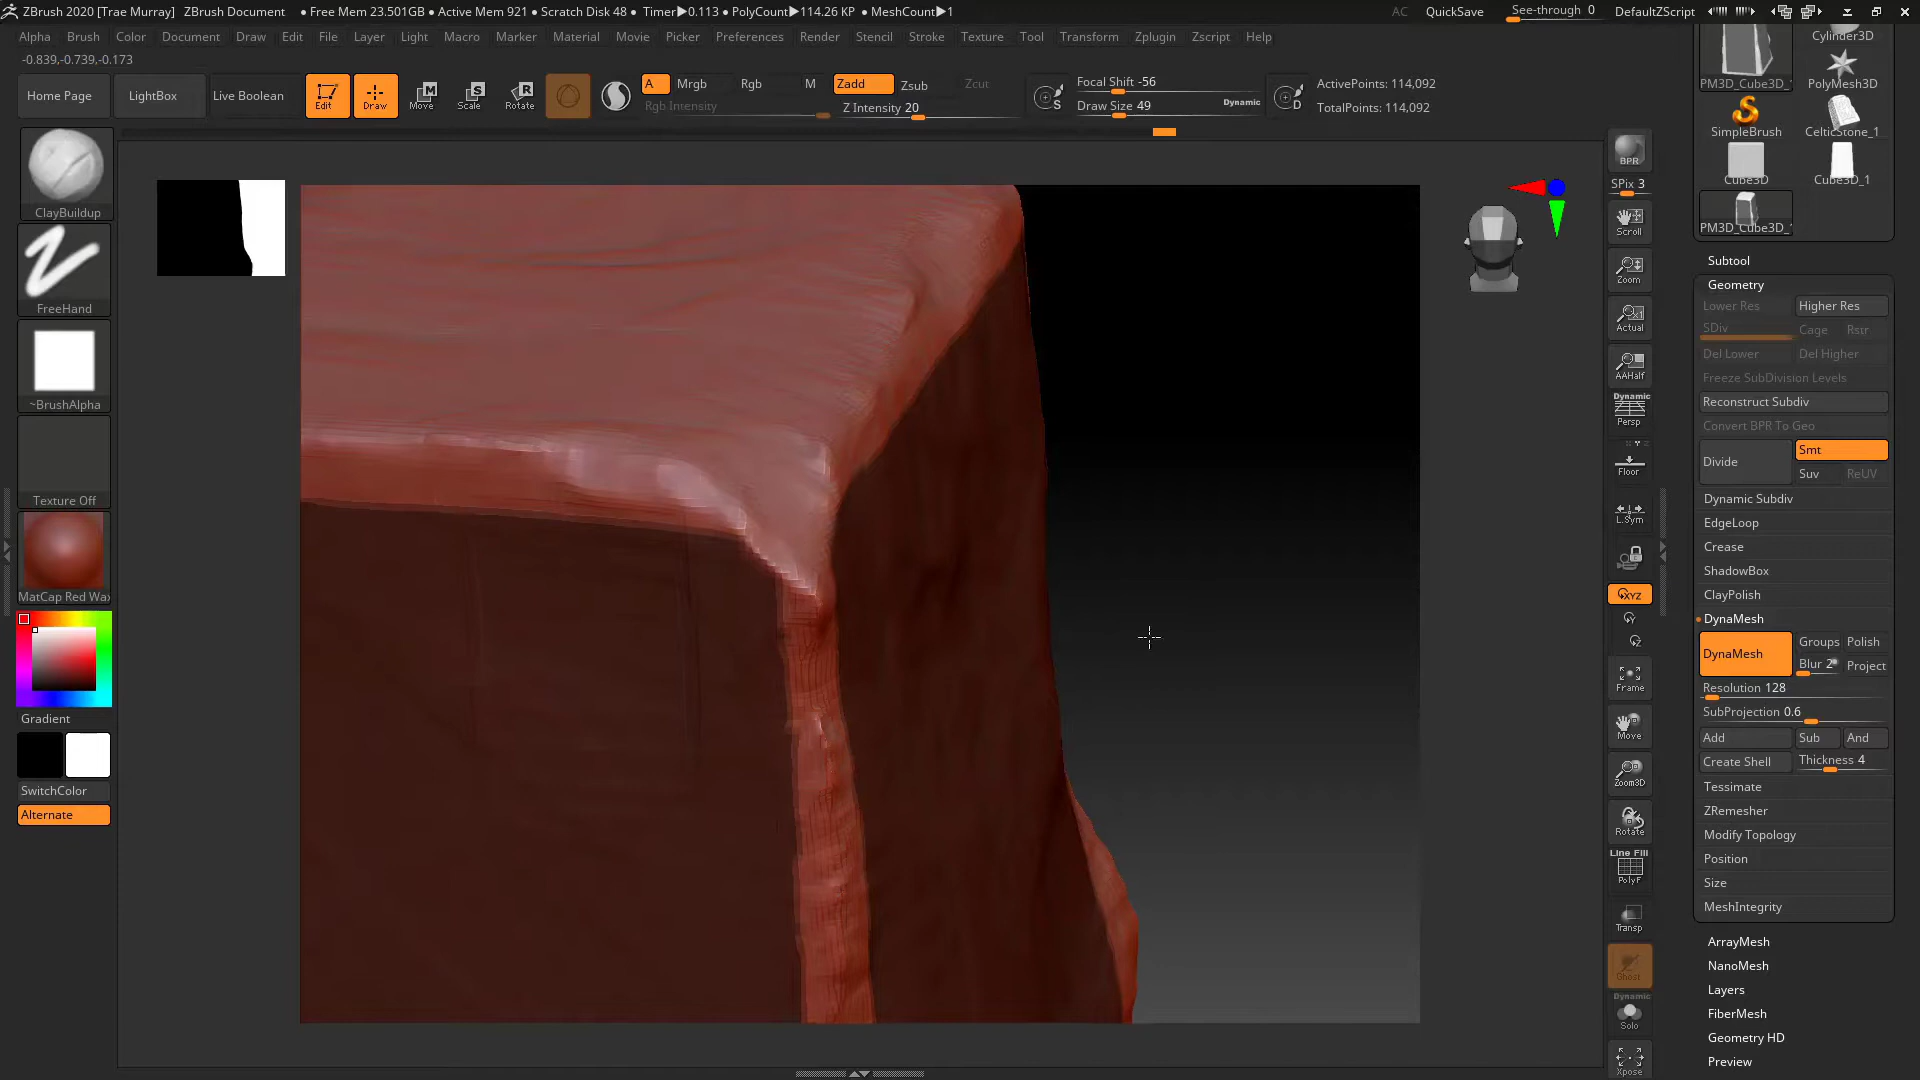 ZBrush 2020 [Trae Murray] ZBrush Document ● Free Mem 23.501GB ● Active Mem 921 ● Scratch Disk 48 ● Timer▶0.113 ● PolyCount▶114.26 KP ● MeshCount▶1 AC QuickSave See-through 0 DefaultZScript
Alpha Brush Color Document Draw Edit File Layer Light Macro Marker Material Movie Picker Preferences Render Stencil Stroke Texture Tool Transform Zplugin Zscript Help
-0.839,-0.739,-0.173
Home Page LightBox Live Boolean Edit Draw Move Scale Rotate
A Mrgb Rgb M Zadd Zsub Zcut
Rgb Intensity Z Intensity 20
S Focal Shift -56
Draw Size 49 Dynamic
D ActivePoints: 114,092
TotalPoints: 114,092
ClayBuildup
FreeHand
~BrushAlpha
Texture Off
MatCap Red Wax
Gradient
SwitchColor
Alternate
BPR
SPix 3
Scroll
Zoom
Actual
AAHalf
Dynamic
Persp
Floor
L.Sym
XYZ
Y
Z
Frame
Move
Zoom3D
Rotate
Line Fill
PolyF
Transp
Ghost
Dynamic
Solo
Xpose
Cylinder3D
PM3D_Cube3D_ PolyMesh3D
SimpleBrush CelticStone_1
Cube3D Cube3D_1
PM3D_Cube3D_
Subtool
Geometry
Lower Res Higher Res
SDiv Cage Rstr
Del Lower Del Higher
Freeze SubDivision Levels
Reconstruct Subdiv
Convert BPR To Geo
Divide Smt
Suv ReUV
Dynamic Subdiv
EdgeLoop
Crease
ShadowBox
ClayPolish
DynaMesh
DynaMesh Groups Polish
Blur 2 Project
Resolution 128
SubProjection 0.6
Add Sub And
Create Shell Thickness 4
Tessimate
ZRemesher
Modify Topology
Position
Size
MeshIntegrity
ArrayMesh
NanoMesh
Layers
FiberMesh
Geometry HD
Preview